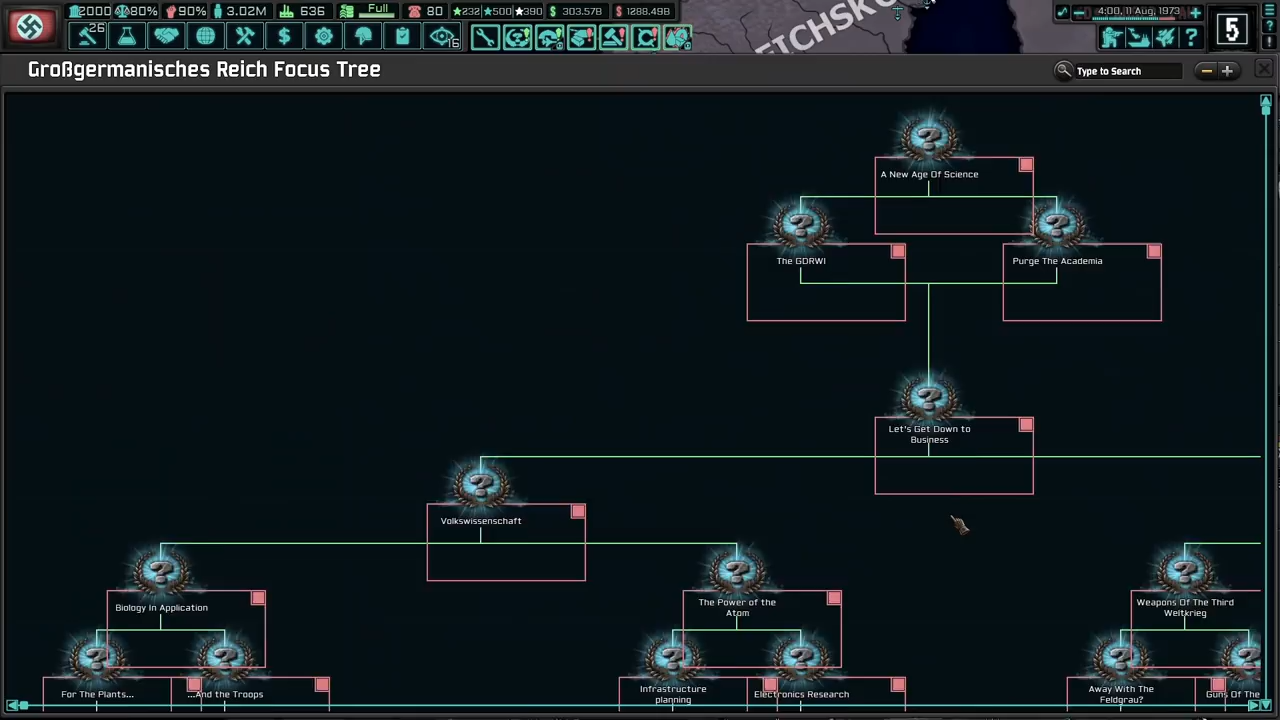 2000 80% 90% 3.02M 636 Full 80 232 500 390 $ 303.57B $ 1288.49B 4:00, 11 Aug, 1973
26 16 5
REICHSKO
Großgermanisches Reich Focus Tree
Type to Search
A New Age Of Science
The GDRWI
Purge The Academia
Let's Get Down to
Business
Volkswissenschaft
Biology In Application
The Power of the
Atom
Weapons Of The Third
Weltkrieg
For The Plants...
...And the Troops
Infrastructure
planning
Electronics Research
Away With The
Feldgrau?
Guns Of The